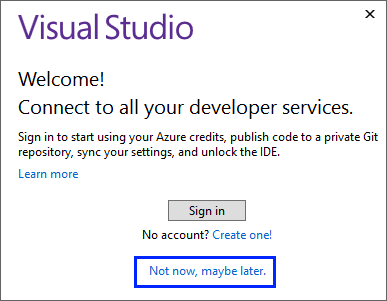 Visual Studio
Welcome!
Connect to all your developer services.
Sign in to start using your Azure credits, publish code to a private Git
repository, sync your settings, and unlock the IDE.
Learn more
Sign in
No account? Create one!
Not now, maybe later.